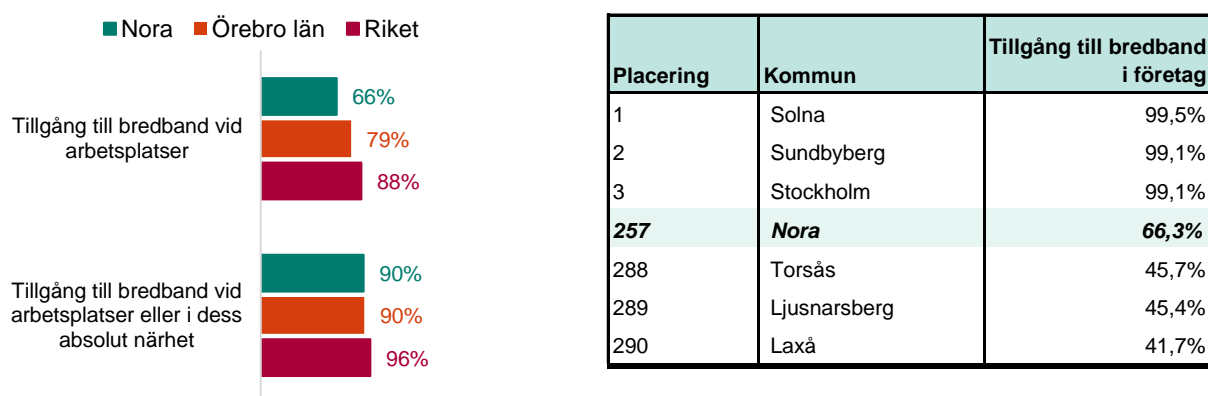 Nora Örebro län Riket
Tillgång till bredband vid
arbetsplatser
66%
79%
88%
Tillgång till bredband vid
arbetsplatser eller i dess
absolut närhet
90%
90%
96%
Placering Kommun Tillgång till bredband
i företag
1 Solna 99,5%
2 Sundbyberg 99,1%
3 Stockholm 99,1%
257 Nora 66,3%
288 Torsås 45,7%
289 Ljusnarsberg 45,4%
290 Laxå 41,7%